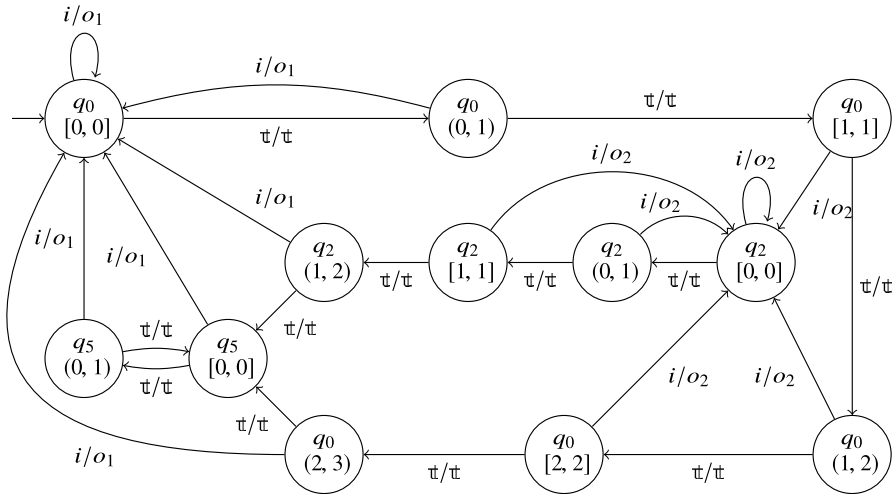 i/o₁
q₀
[0, 0]
i/o₁
𝕥/𝕥
q₀
(0, 1)
𝕥/𝕥
q₀
[1, 1]
i/o₁
i/o₂
i/o₂
i/o₂
i/o₂
q₂
(1, 2)
𝕥/𝕥
q₂
[1, 1]
𝕥/𝕥
q₂
(0, 1)
𝕥/𝕥
q₂
[0, 0]
i/o₁
i/o₁
𝕥/𝕥
𝕥/𝕥
q₅
(0, 1)
𝕥/𝕥
𝕥/𝕥
q₅
[0, 0]
i/o₂
i/o₂
𝕥/𝕥
i/o₁
q₀
(2, 3)
𝕥/𝕥
q₀
[2, 2]
𝕥/𝕥
q₀
(1, 2)